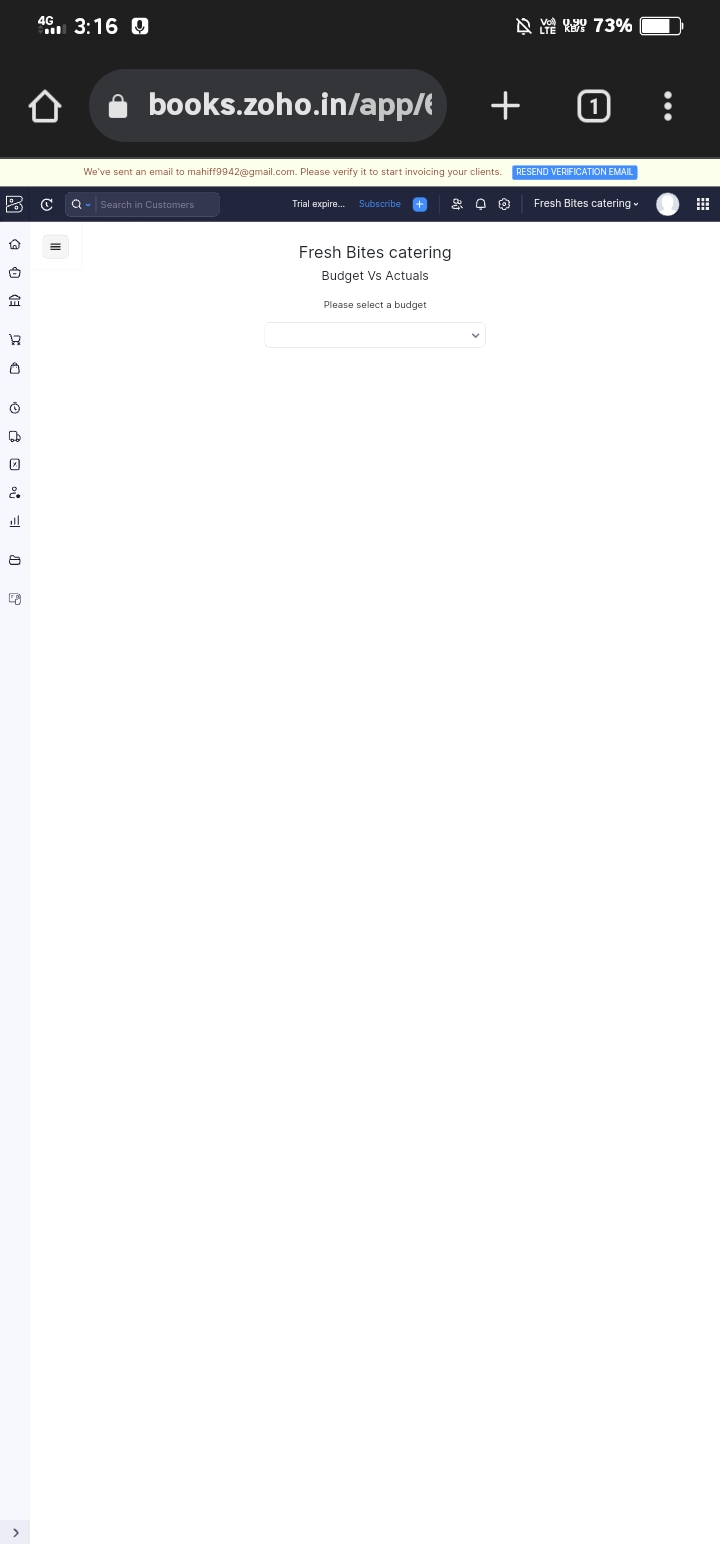 4G 3:16 Vo) LTE 0.90 KB/s 73%
books.zoho.in/app/6 1
We've sent an email to mahiff9942@gmail.com. Please verify it to start invoicing your clients. RESEND VERIFICATION EMAIL
Search in Customers Trial expire... Subscribe Fresh Bites catering
Fresh Bites catering
Budget Vs Actuals
Please select a budget